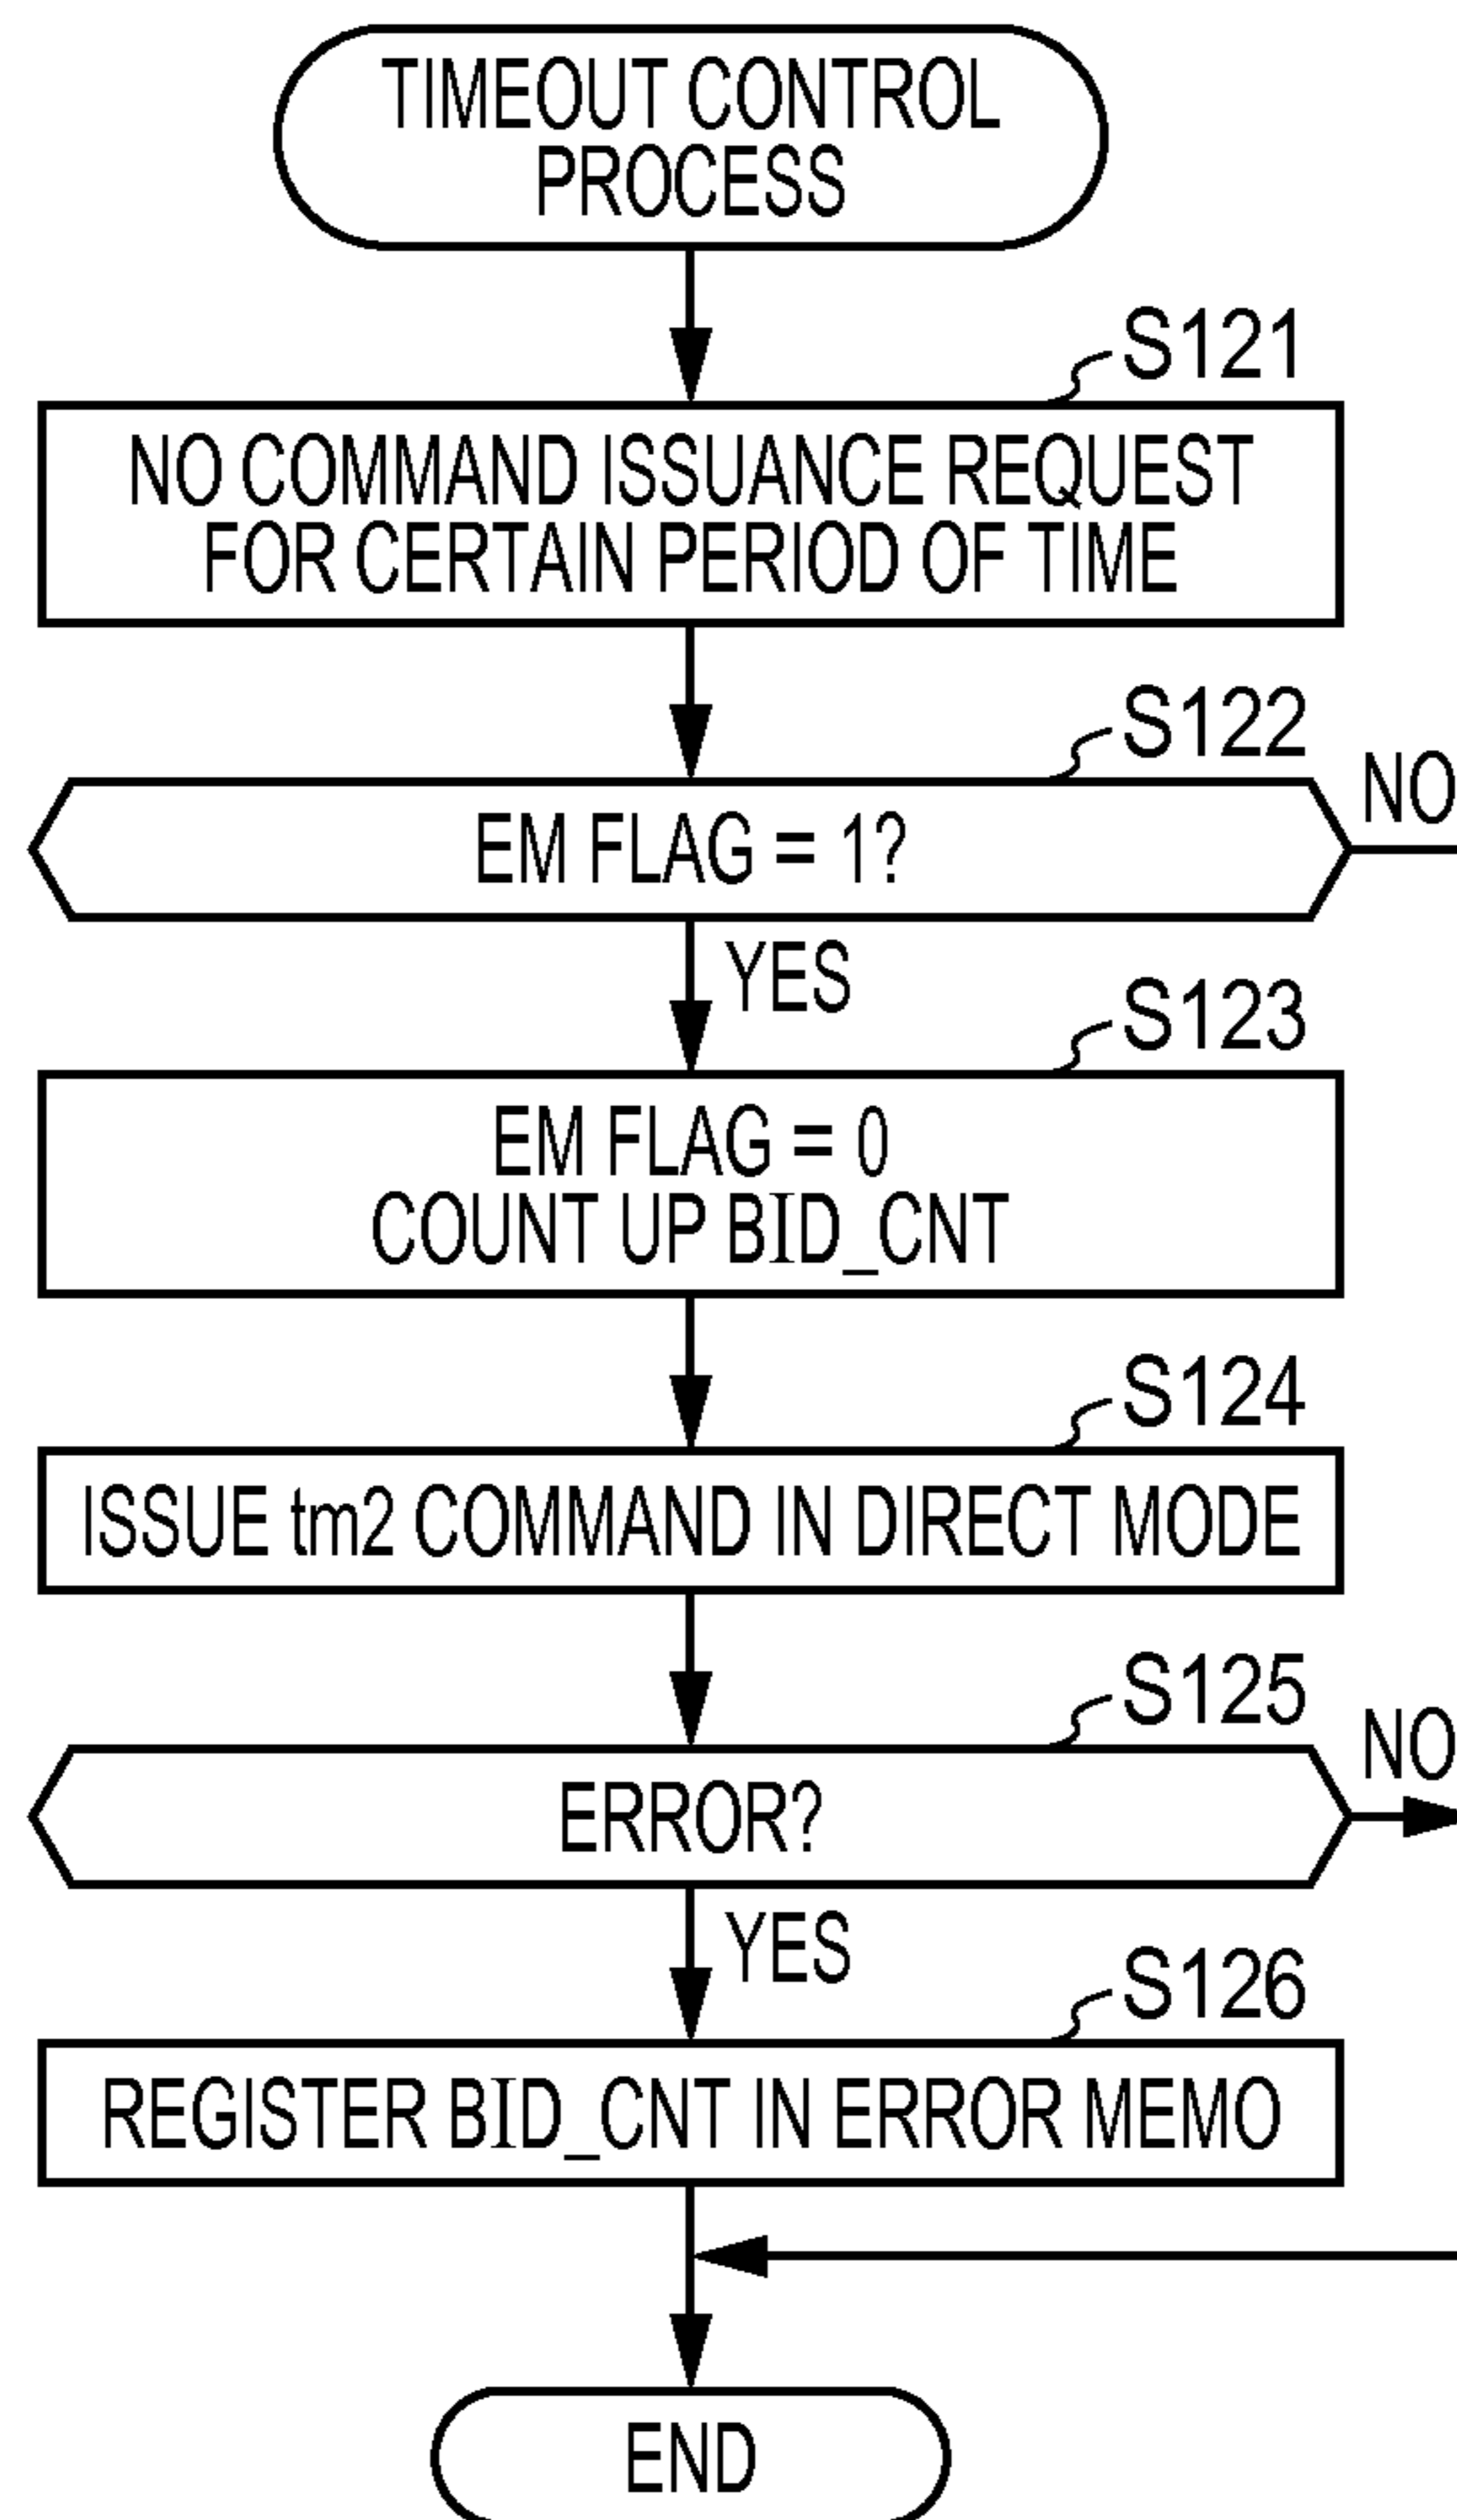 TIMEOUT CONTROL
PROCESS
S121
NO COMMAND ISSUANCE REQUEST
FOR CERTAIN PERIOD OF TIME
S122
EM FLAG = 1?
NO
YES
S123
EM FLAG = 0
COUNT UP BID_CNT
S124
ISSUE tm2 COMMAND IN DIRECT MODE
S125
ERROR?
NO
YES
S126
REGISTER BID_CNT IN ERROR MEMO
END